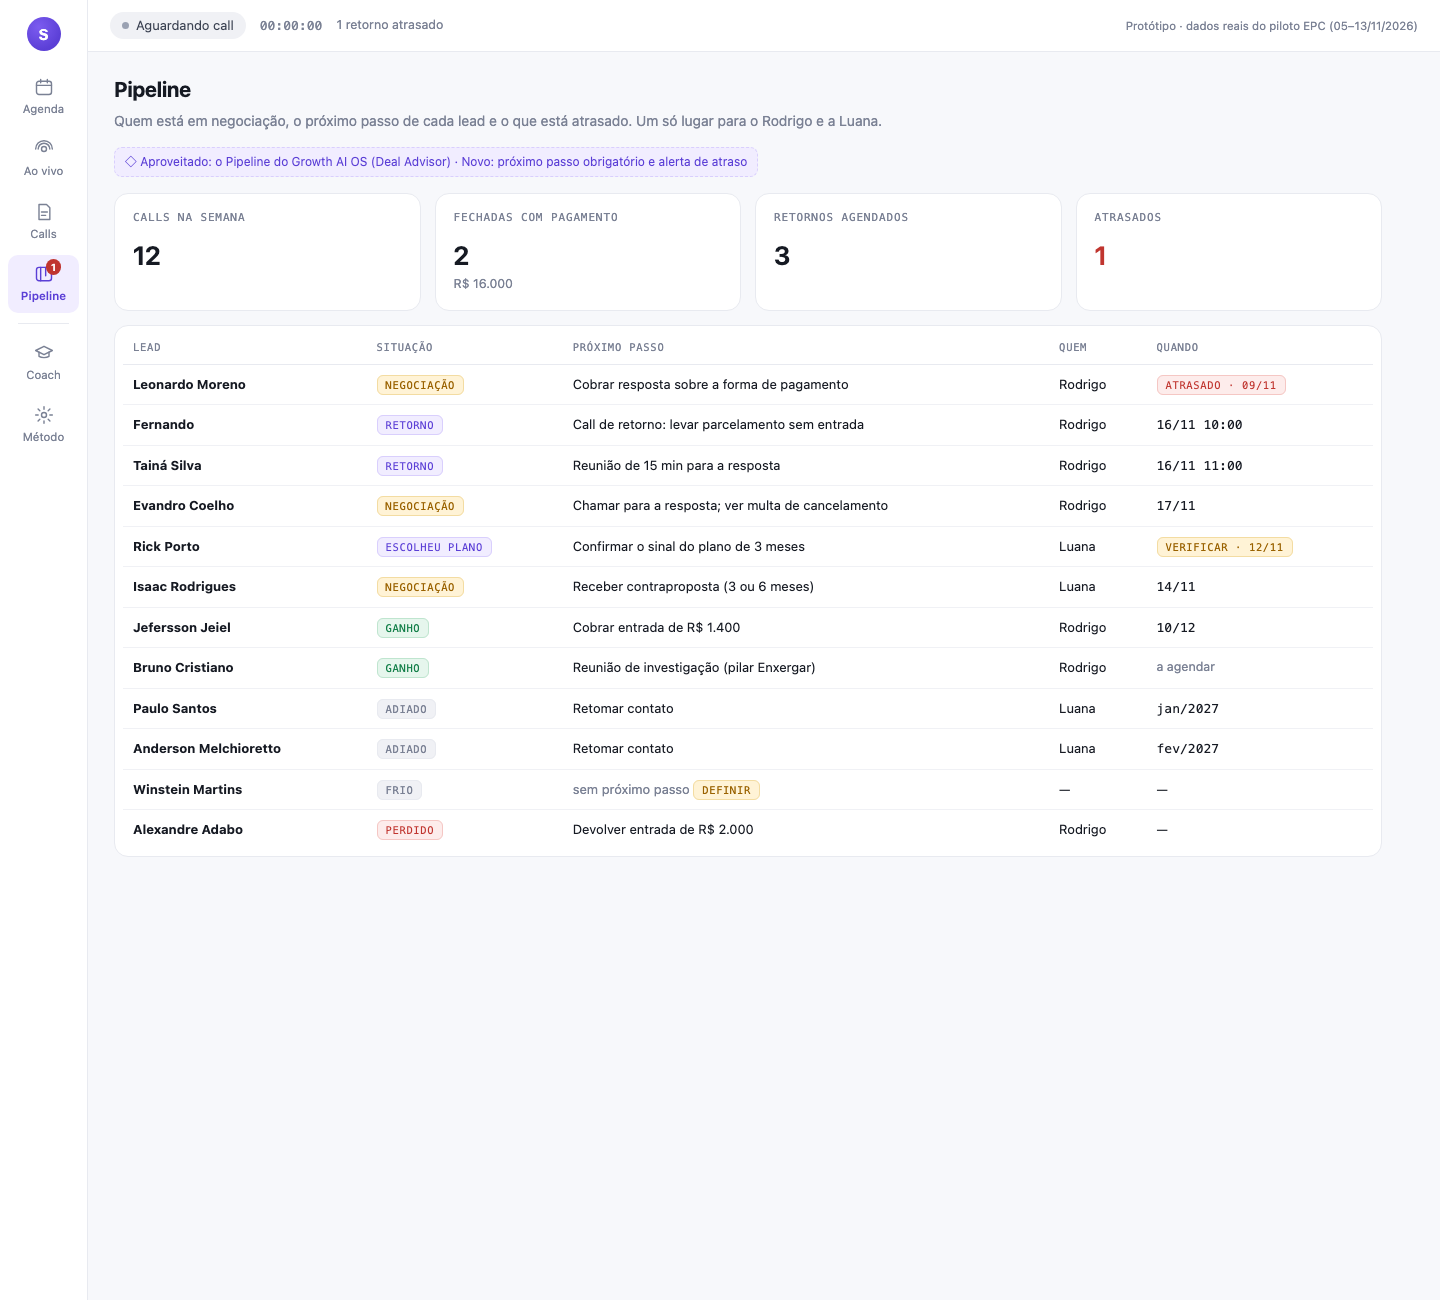 S
Aguardando call 00:00:00 1 retorno atrasado
Protótipo · dados reais do piloto EPC (05–13/11/2026)
Agenda
Ao vivo
Calls
1
Pipeline
Coach
Método
Pipeline
Quem está em negociação, o próximo passo de cada lead e o que está atrasado. Um só lugar para o Rodrigo e a Luana.
◇ Aproveitado: o Pipeline do Growth AI OS (Deal Advisor) · Novo: próximo passo obrigatório e alerta de atraso
CALLS NA SEMANA
12
FECHADAS COM PAGAMENTO
2
R$ 16.000
RETORNOS AGENDADOS
3
ATRASADOS
1
LEAD SITUAÇÃO PRÓXIMO PASSO QUEM QUANDO
Leonardo Moreno NEGOCIAÇÃO Cobrar resposta sobre a forma de pagamento Rodrigo ATRASADO · 09/11
Fernando RETORNO Call de retorno: levar parcelamento sem entrada Rodrigo 16/11 10:00
Tainá Silva RETORNO Reunião de 15 min para a resposta Rodrigo 16/11 11:00
Evandro Coelho NEGOCIAÇÃO Chamar para a resposta; ver multa de cancelamento Rodrigo 17/11
Rick Porto ESCOLHEU PLANO Confirmar o sinal do plano de 3 meses Luana VERIFICAR · 12/11
Isaac Rodrigues NEGOCIAÇÃO Receber contraproposta (3 ou 6 meses) Luana 14/11
Jefersson Jeiel GANHO Cobrar entrada de R$ 1.400 Rodrigo 10/12
Bruno Cristiano GANHO Reunião de investigação (pilar Enxergar) Rodrigo a agendar
Paulo Santos ADIADO Retomar contato Luana jan/2027
Anderson Melchioretto ADIADO Retomar contato Luana fev/2027
Winstein Martins FRIO sem próximo passo DEFINIR — —
Alexandre Adabo PERDIDO Devolver entrada de R$ 2.000 Rodrigo —